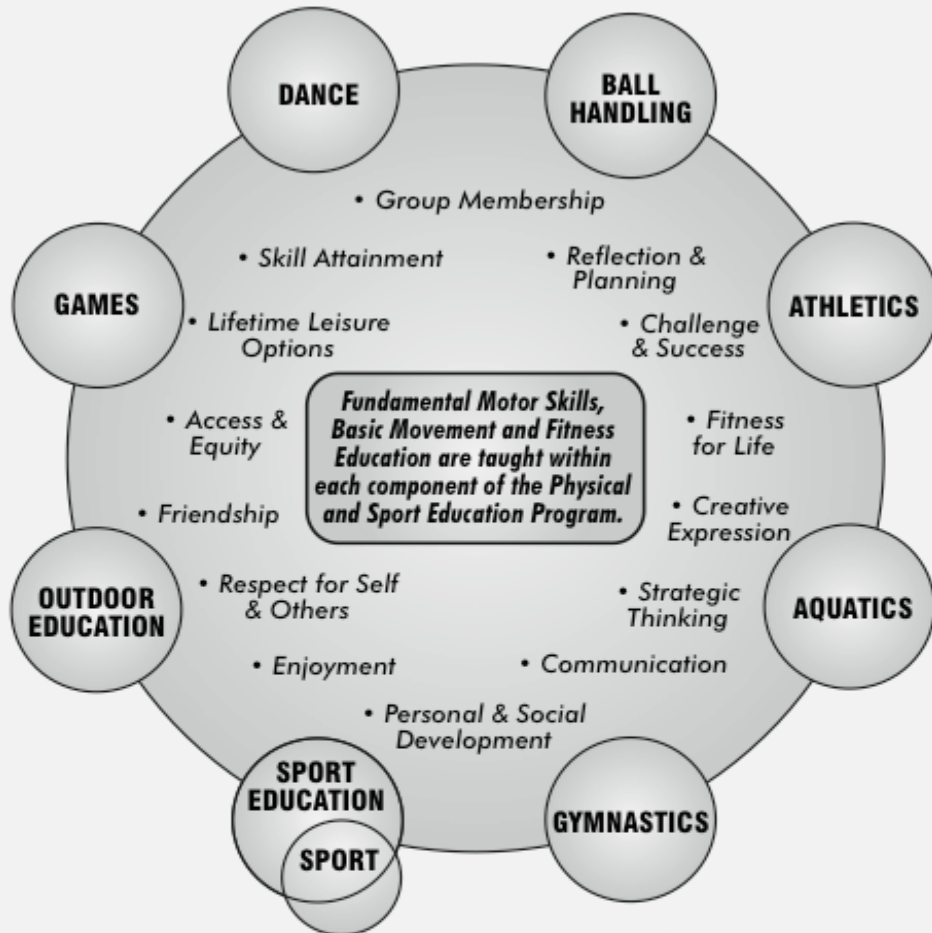 DANCE
BALL
HANDLING
• Group Membership
• Skill Attainment
• Reflection &
Planning
GAMES
ATHLETICS
• Lifetime Leisure
Options
• Challenge
& Success
Fundamental Motor Skills,
Basic Movement and Fitness
Education are taught within
each component of the Physical
and Sport Education Program.
• Access &
Equity
• Fitness
for Life
• Friendship
• Creative
Expression
OUTDOOR
EDUCATION
• Respect for Self
& Others
• Strategic
Thinking
AQUATICS
• Enjoyment
• Communication
• Personal & Social
Development
SPORT
EDUCATION
SPORT
GYMNASTICS